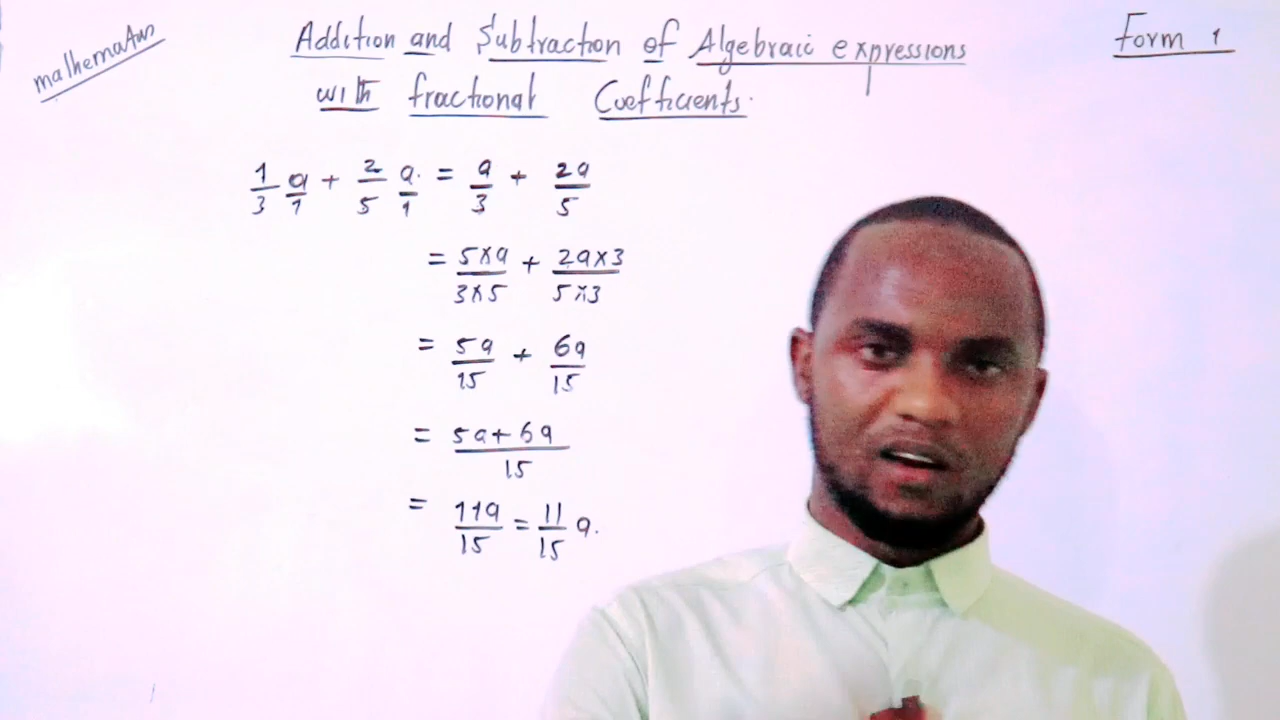 mathematics
Addition and Subtraction of Algebraic expressions
with fractional Coefficients.
Form 1
1/3 a/1 + 2/5 a/1 = a/3 + 2a/5
= 5×a/3×5 + 2a×3/5×3
= 5a/15 + 6a/15
= 5a+6a/15
= 11a/15 = 11/15 a.